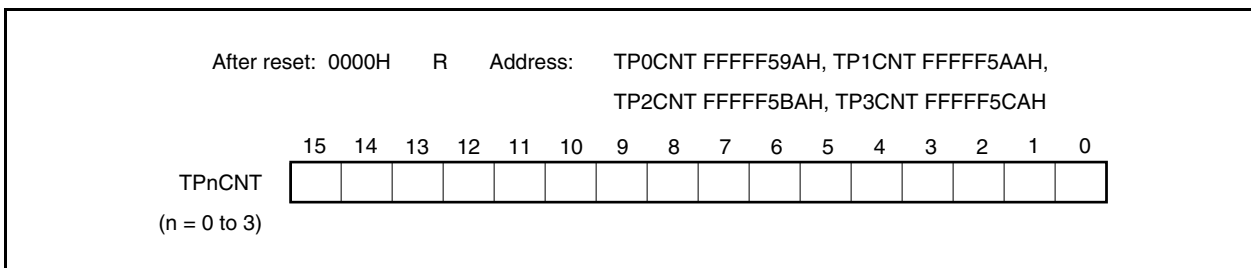 After reset: 0000H R Address: TP0CNT FFFFF59AH, TP1CNT FFFFF5AAH,
TP2CNT FFFFF5BAH, TP3CNT FFFFF5CAH
15 14 13 12 11 10 9 8 7 6 5 4 3 2 1 0
TPnCNT
(n = 0 to 3)